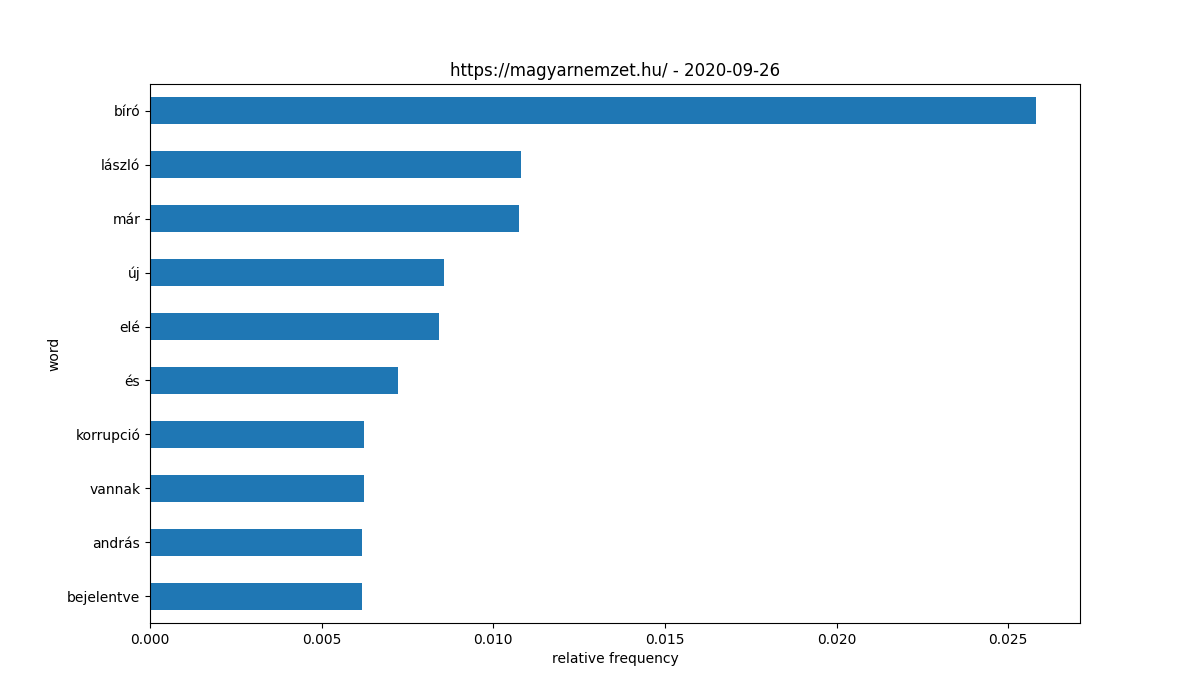 https://magyarnemzet.hu/ - 2020-09-26
bíró
lászló
már
új
elé
és
korrupció
vannak
andrás
bejelentve
word
0.000 0.005 0.010 0.015 0.020 0.025
relative frequency